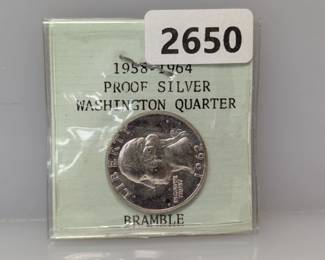 2650
1958-1964
PROOF SILVER
WASHINGTON QUARTER
LIBERTY
BRAMBLE